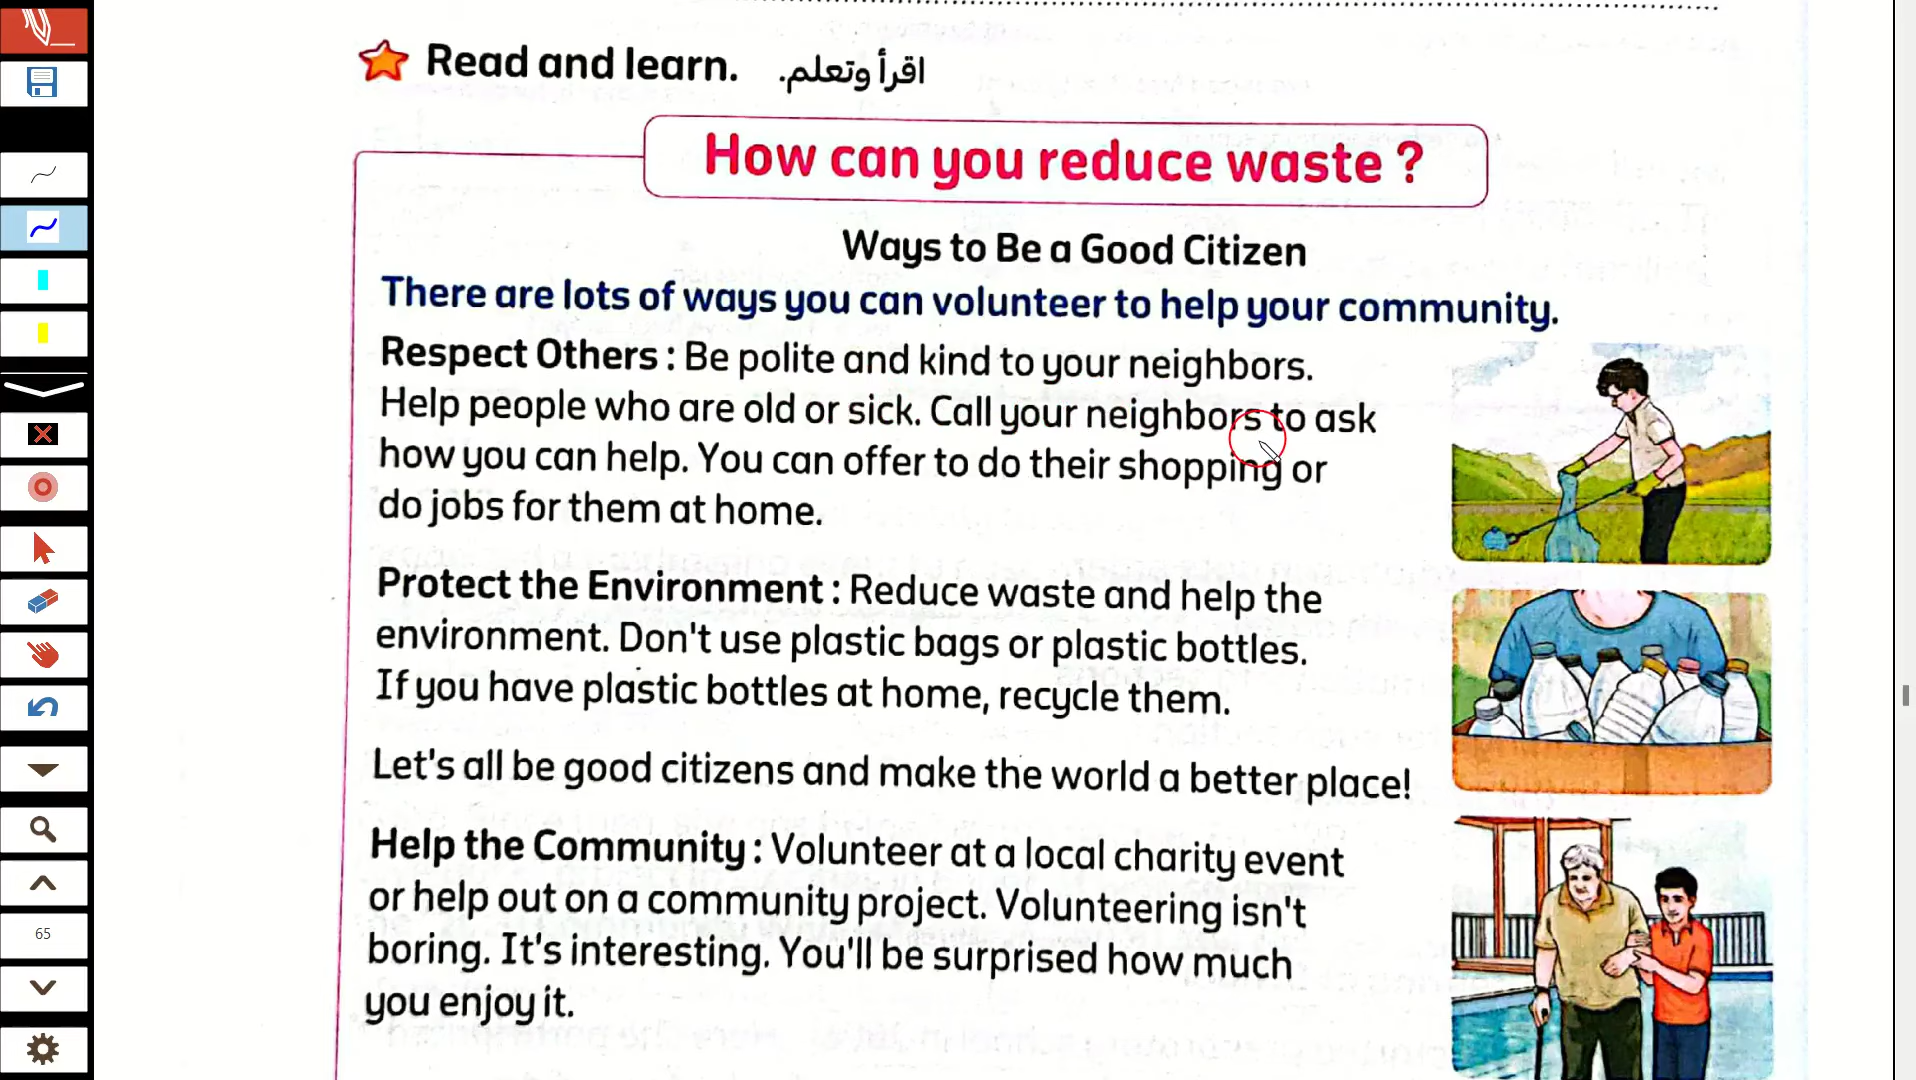 Read and learn. اقرأ وتعلم.
How can you reduce waste ?
Ways to Be a Good Citizen
There are lots of ways you can volunteer to help your community.
Respect Others : Be polite and kind to your neighbors.
Help people who are old or sick. Call your neighbors to ask
how you can help. You can offer to do their shopping or
do jobs for them at home.
Protect the Environment : Reduce waste and help the
environment. Don't use plastic bags or plastic bottles.
If you have plastic bottles at home, recycle them.
Let's all be good citizens and make the world a better place!
Help the Community : Volunteer at a local charity event
or help out on a community project. Volunteering isn't
boring. It's interesting. You'll be surprised how much
you enjoy it.
65